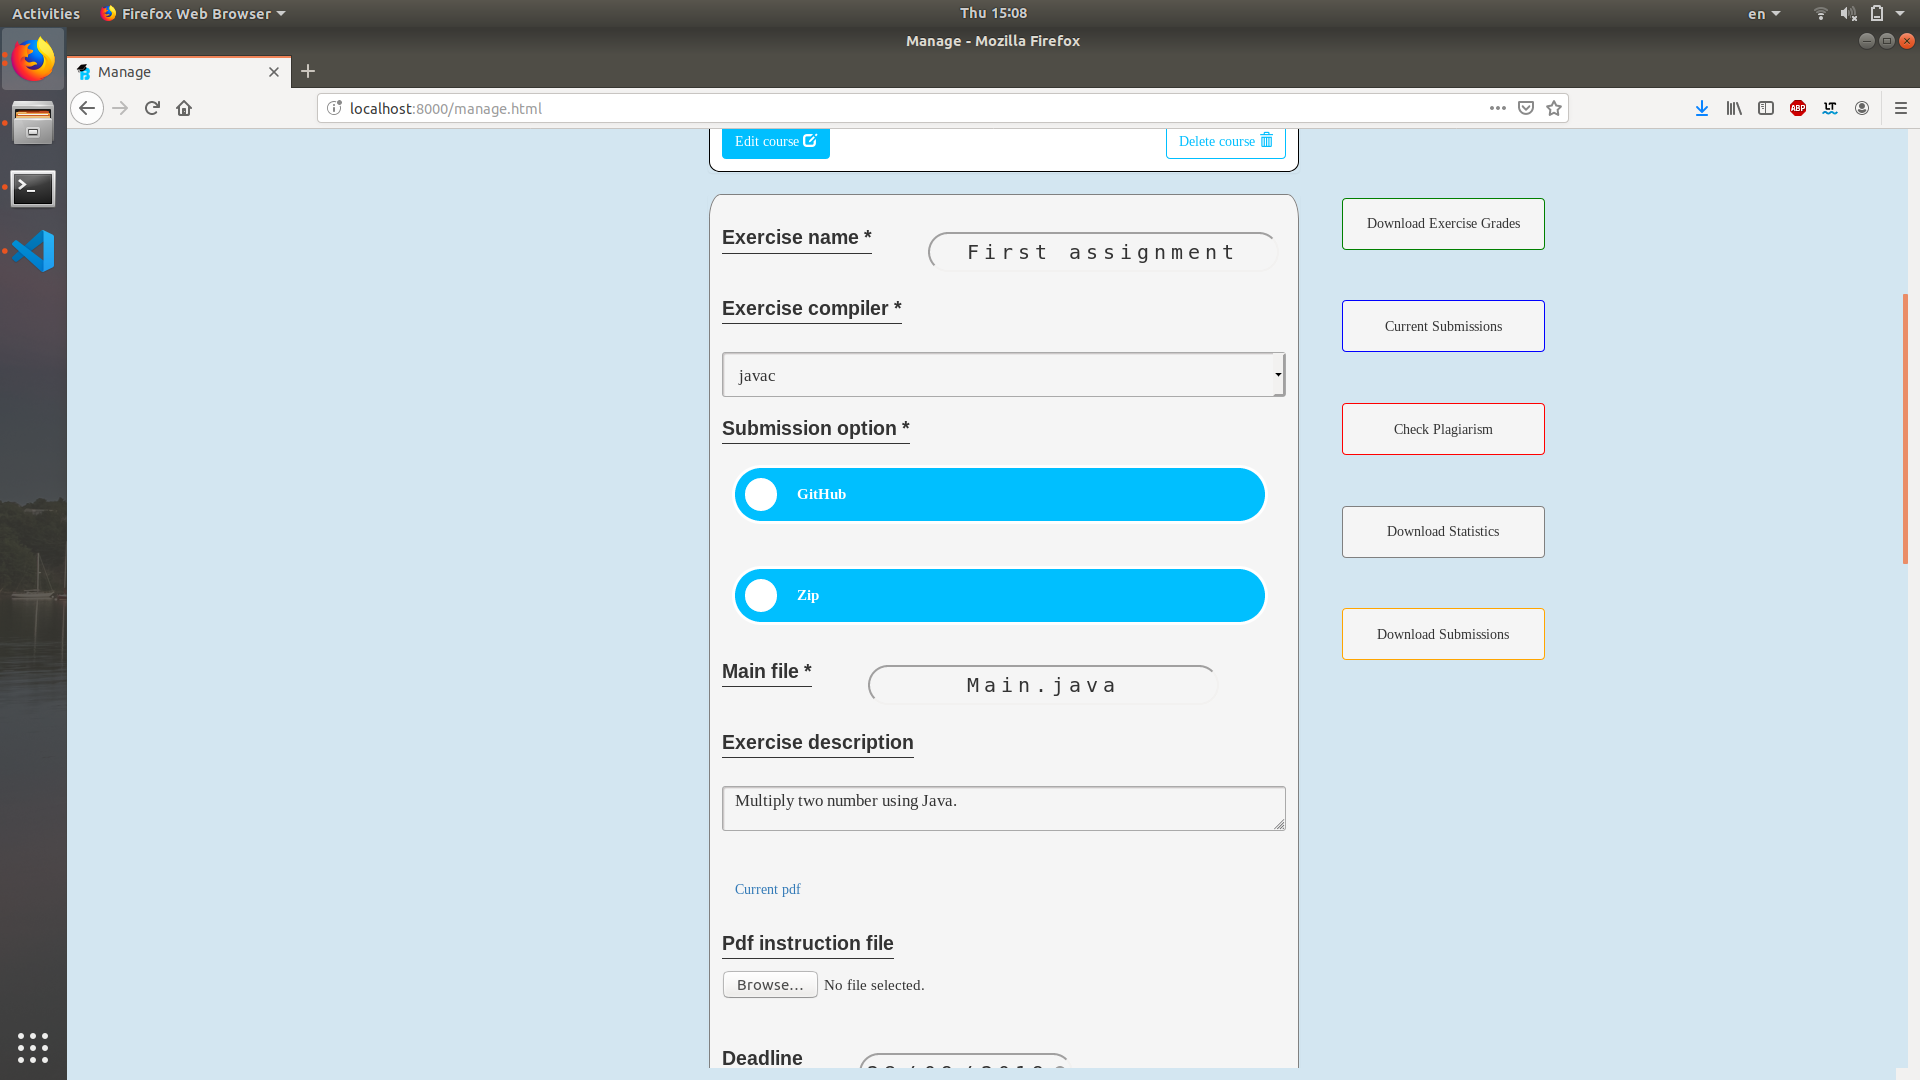 Activities
Firefox Web Browser
Thu 15:08
en
Manage - Mozilla Firefox
Manage
localhost:8000/manage.html
ABP
LT
Edit course
Delete course
Exercise name *
First assignment
Exercise compiler *
javac
Submission option *
GitHub
Zip
Main file *
Main.java
Exercise description
Multiply two number using Java.
Current pdf
Pdf instruction file
Browse...
No file selected.
Deadline
Download Exercise Grades
Current Submissions
Check Plagiarism
Download Statistics
Download Submissions